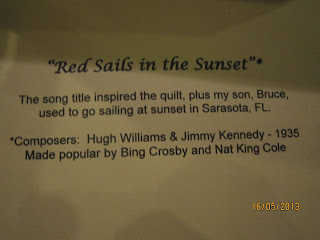 "Red Sails in the Sunset"*
The song title inspired the quilt, plus my son, Bruce,
used to go sailing at sunset in Sarasota, FL.
*Composers: Hugh Williams & Jimmy Kennedy - 1935
Made popular by Bing Crosby and Nat King Cole
16/05/2013